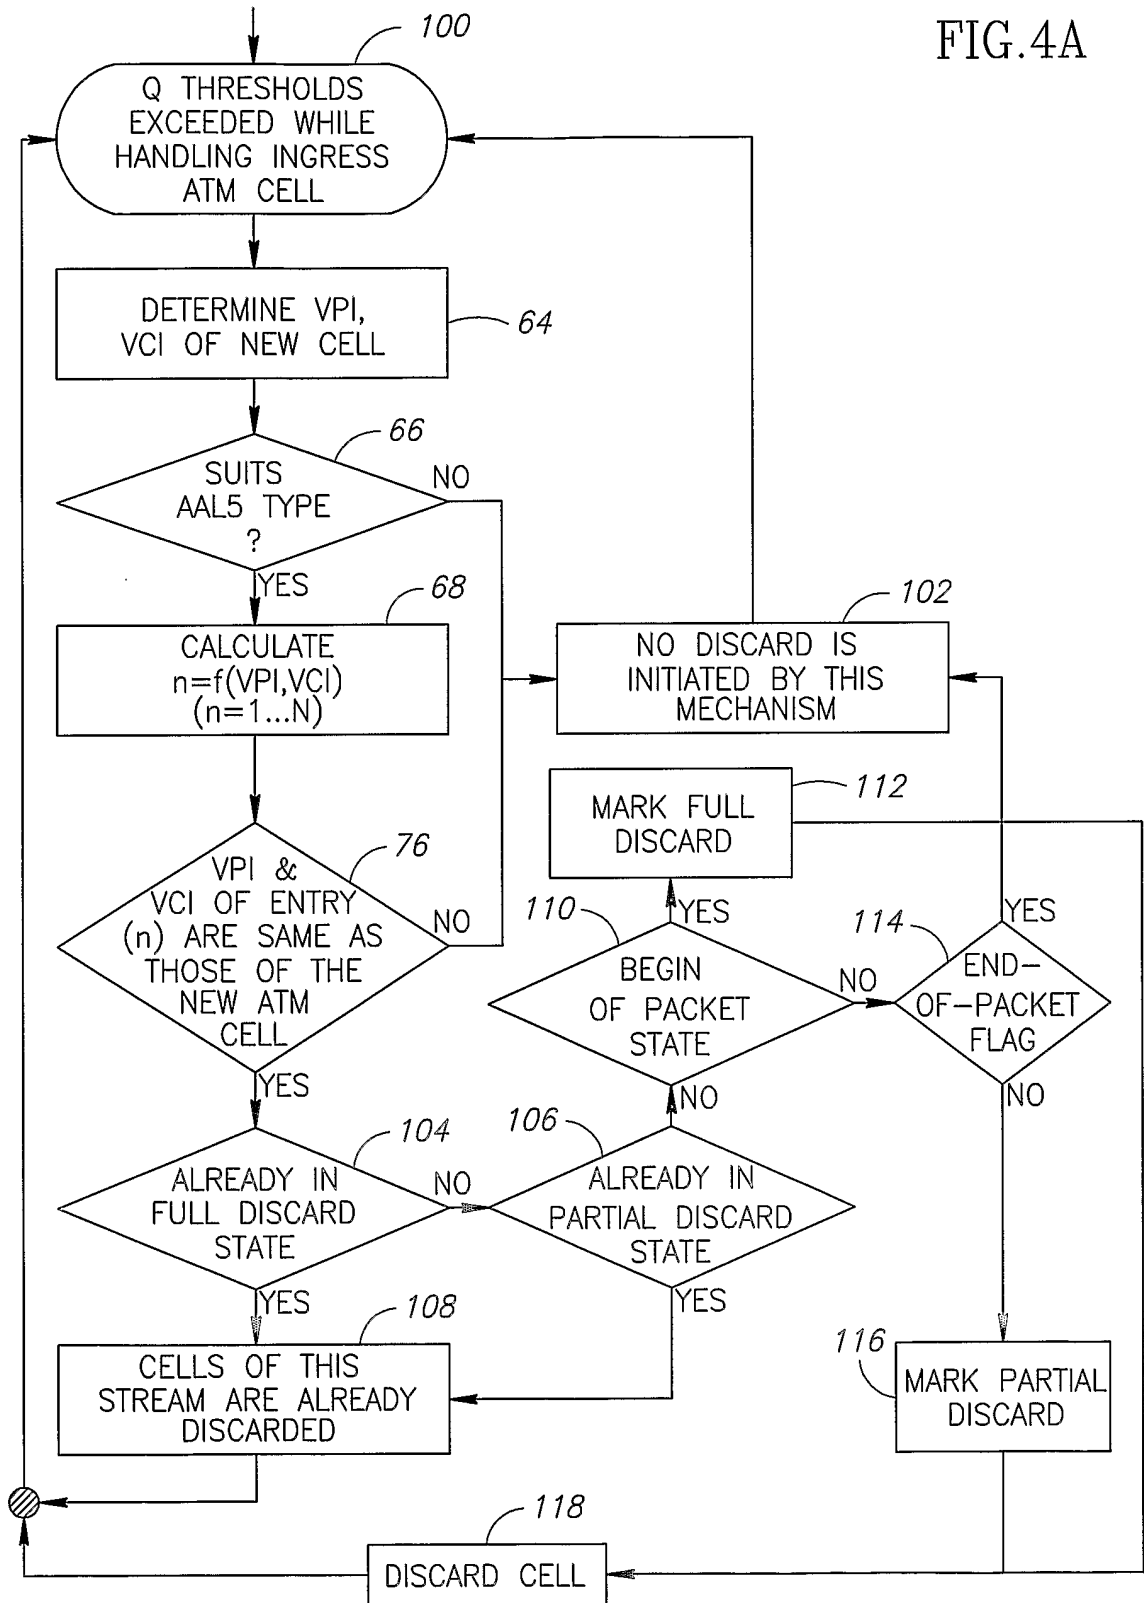 FIG.4A
100
Q THRESHOLDS
EXCEEDED WHILE
HANDLING INGRESS
ATM CELL
DETERMINE VPI,
VCI OF NEW CELL
64
66
SUITS
AAL5 TYPE
?
NO
YES
68
CALCULATE
n=f(VPI,VCI)
(n=1...N)
102
NO DISCARD IS
INITIATED BY THIS
MECHANISM
112
MARK FULL
DISCARD
76
VPI &
VCI OF ENTRY
(n) ARE SAME AS
THOSE OF THE
NEW ATM
CELL
NO
YES
110
YES
BEGIN
OF PACKET
STATE
NO
NO
114
YES
END-
OF-PACKET
FLAG
NO
104
ALREADY IN
FULL DISCARD
STATE
NO
YES
106
ALREADY IN
PARTIAL DISCARD
STATE
YES
108
CELLS OF THIS
STREAM ARE ALREADY
DISCARDED
116
MARK PARTIAL
DISCARD
118
DISCARD CELL